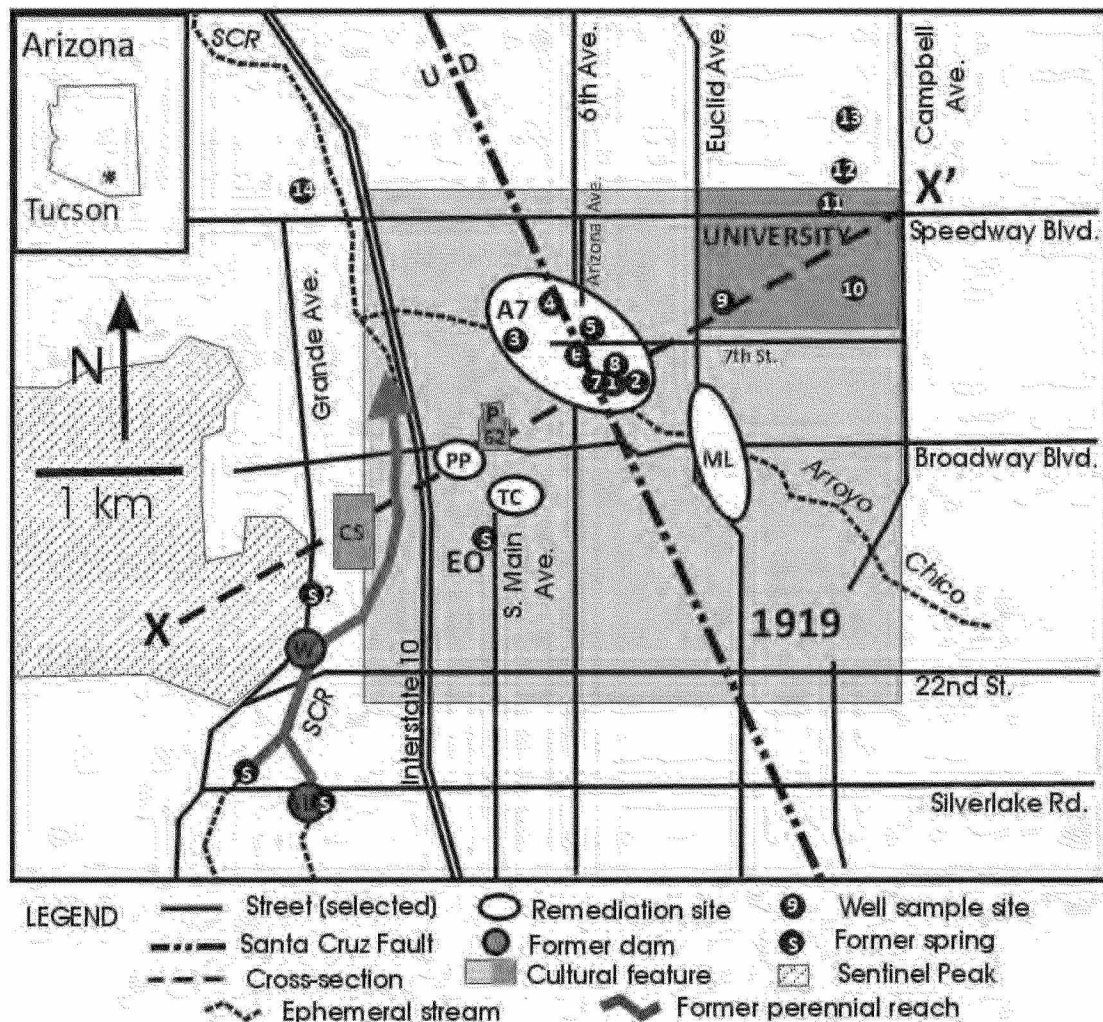 Arizona
Tucson
SCR
U
D
6th Ave.
Euclid Ave.
Campbell
Ave.
13
12
11
X'
14
Arizona Ave.
UNIVERSITY
Speedway Blvd.
Grande Ave.
N
1 km
A7
4
3
5
6
8
7
1
2
9
10
7th St.
P
62
PP
TC
ML
Broadway Blvd.
Arroyo
Chico
CS
S
EO
S. Main
Ave.
X
S?
W
1919
22nd St.
SCR
Interstate 10
S
S
Silverlake Rd.
LEGEND
Street (selected)
Remediation site
9
Well sample site
Santa Cruz Fault
Former dam
S
Former spring
Cross-section
Cultural feature
Sentinel Peak
Ephemeral stream
Former perennial reach